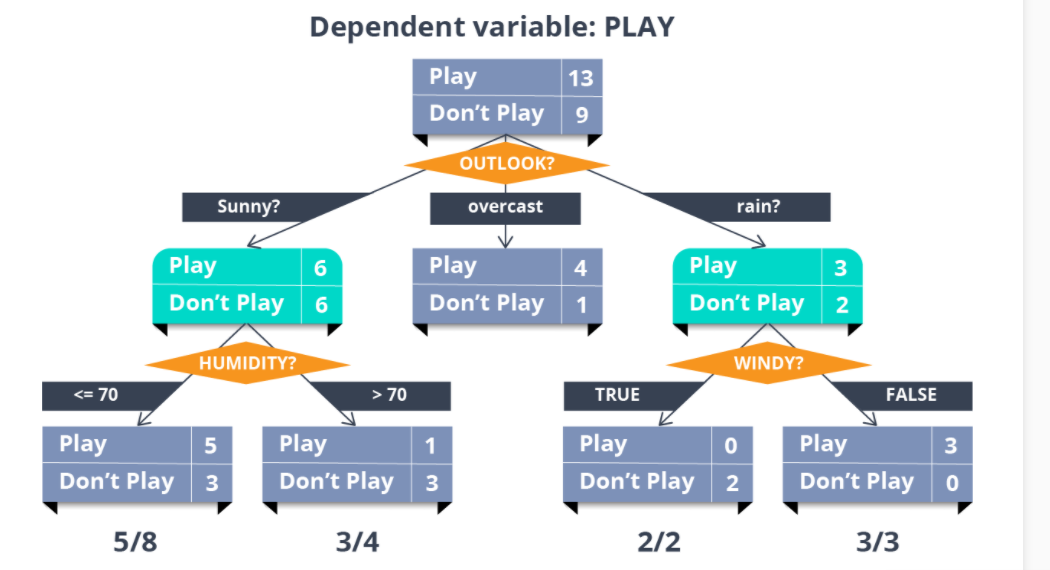 Dependent variable: PLAY
Play 13
Don’t Play 9
OUTLOOK?
Sunny? overcast rain?
Play 6 Play 4 Play 3
Don’t Play 6 Don’t Play 1 Don’t Play 2
HUMIDITY? WINDY?
<= 70 > 70 TRUE FALSE
Play 5 Play 1 Play 0 Play 3
Don’t Play 3 Don’t Play 3 Don’t Play 2 Don’t Play 0
5/8 3/4 2/2 3/3